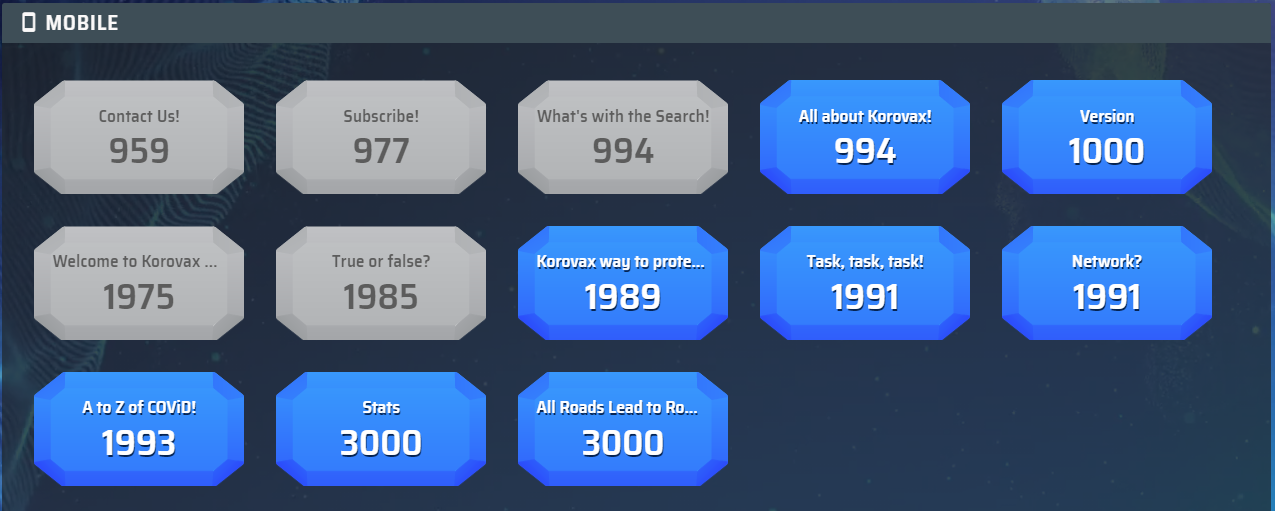 MOBILE
Contact Us!
959
Subscribe!
977
What's with the Search!
994
All about Korovax!
994
Version
1000
Welcome to Korovax ...
1975
True or false?
1985
Korovax way to prote...
1989
Task, task, task!
1991
Network?
1991
A to Z of COViD!
1993
Stats
3000
All Roads Lead to Ro...
3000